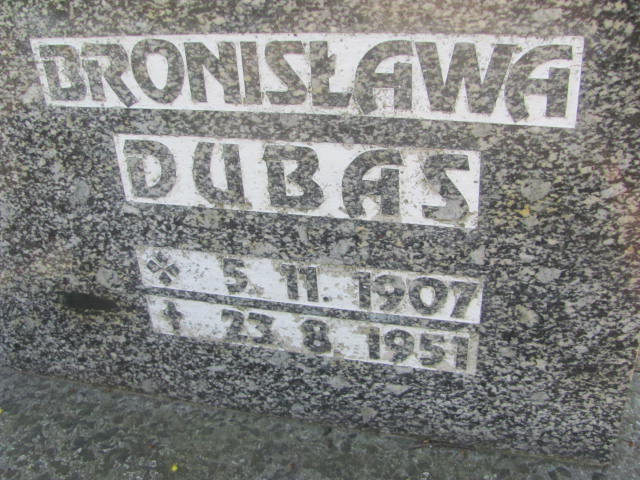 BRONISŁAWA
DUBAS
* 5. 11. 1907
† 23 8. 1951